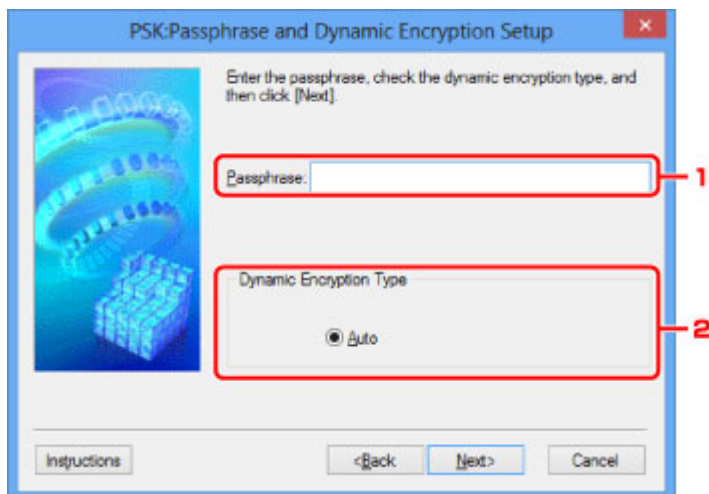 PSK:Passphrase and Dynamic Encryption Setup
Enter the passphrase, check the dynamic encryption type, and
then click [Next].
Passphrase:
1
Dynamic Encryption Type
Auto
2
Instructions
<Back
Next>
Cancel